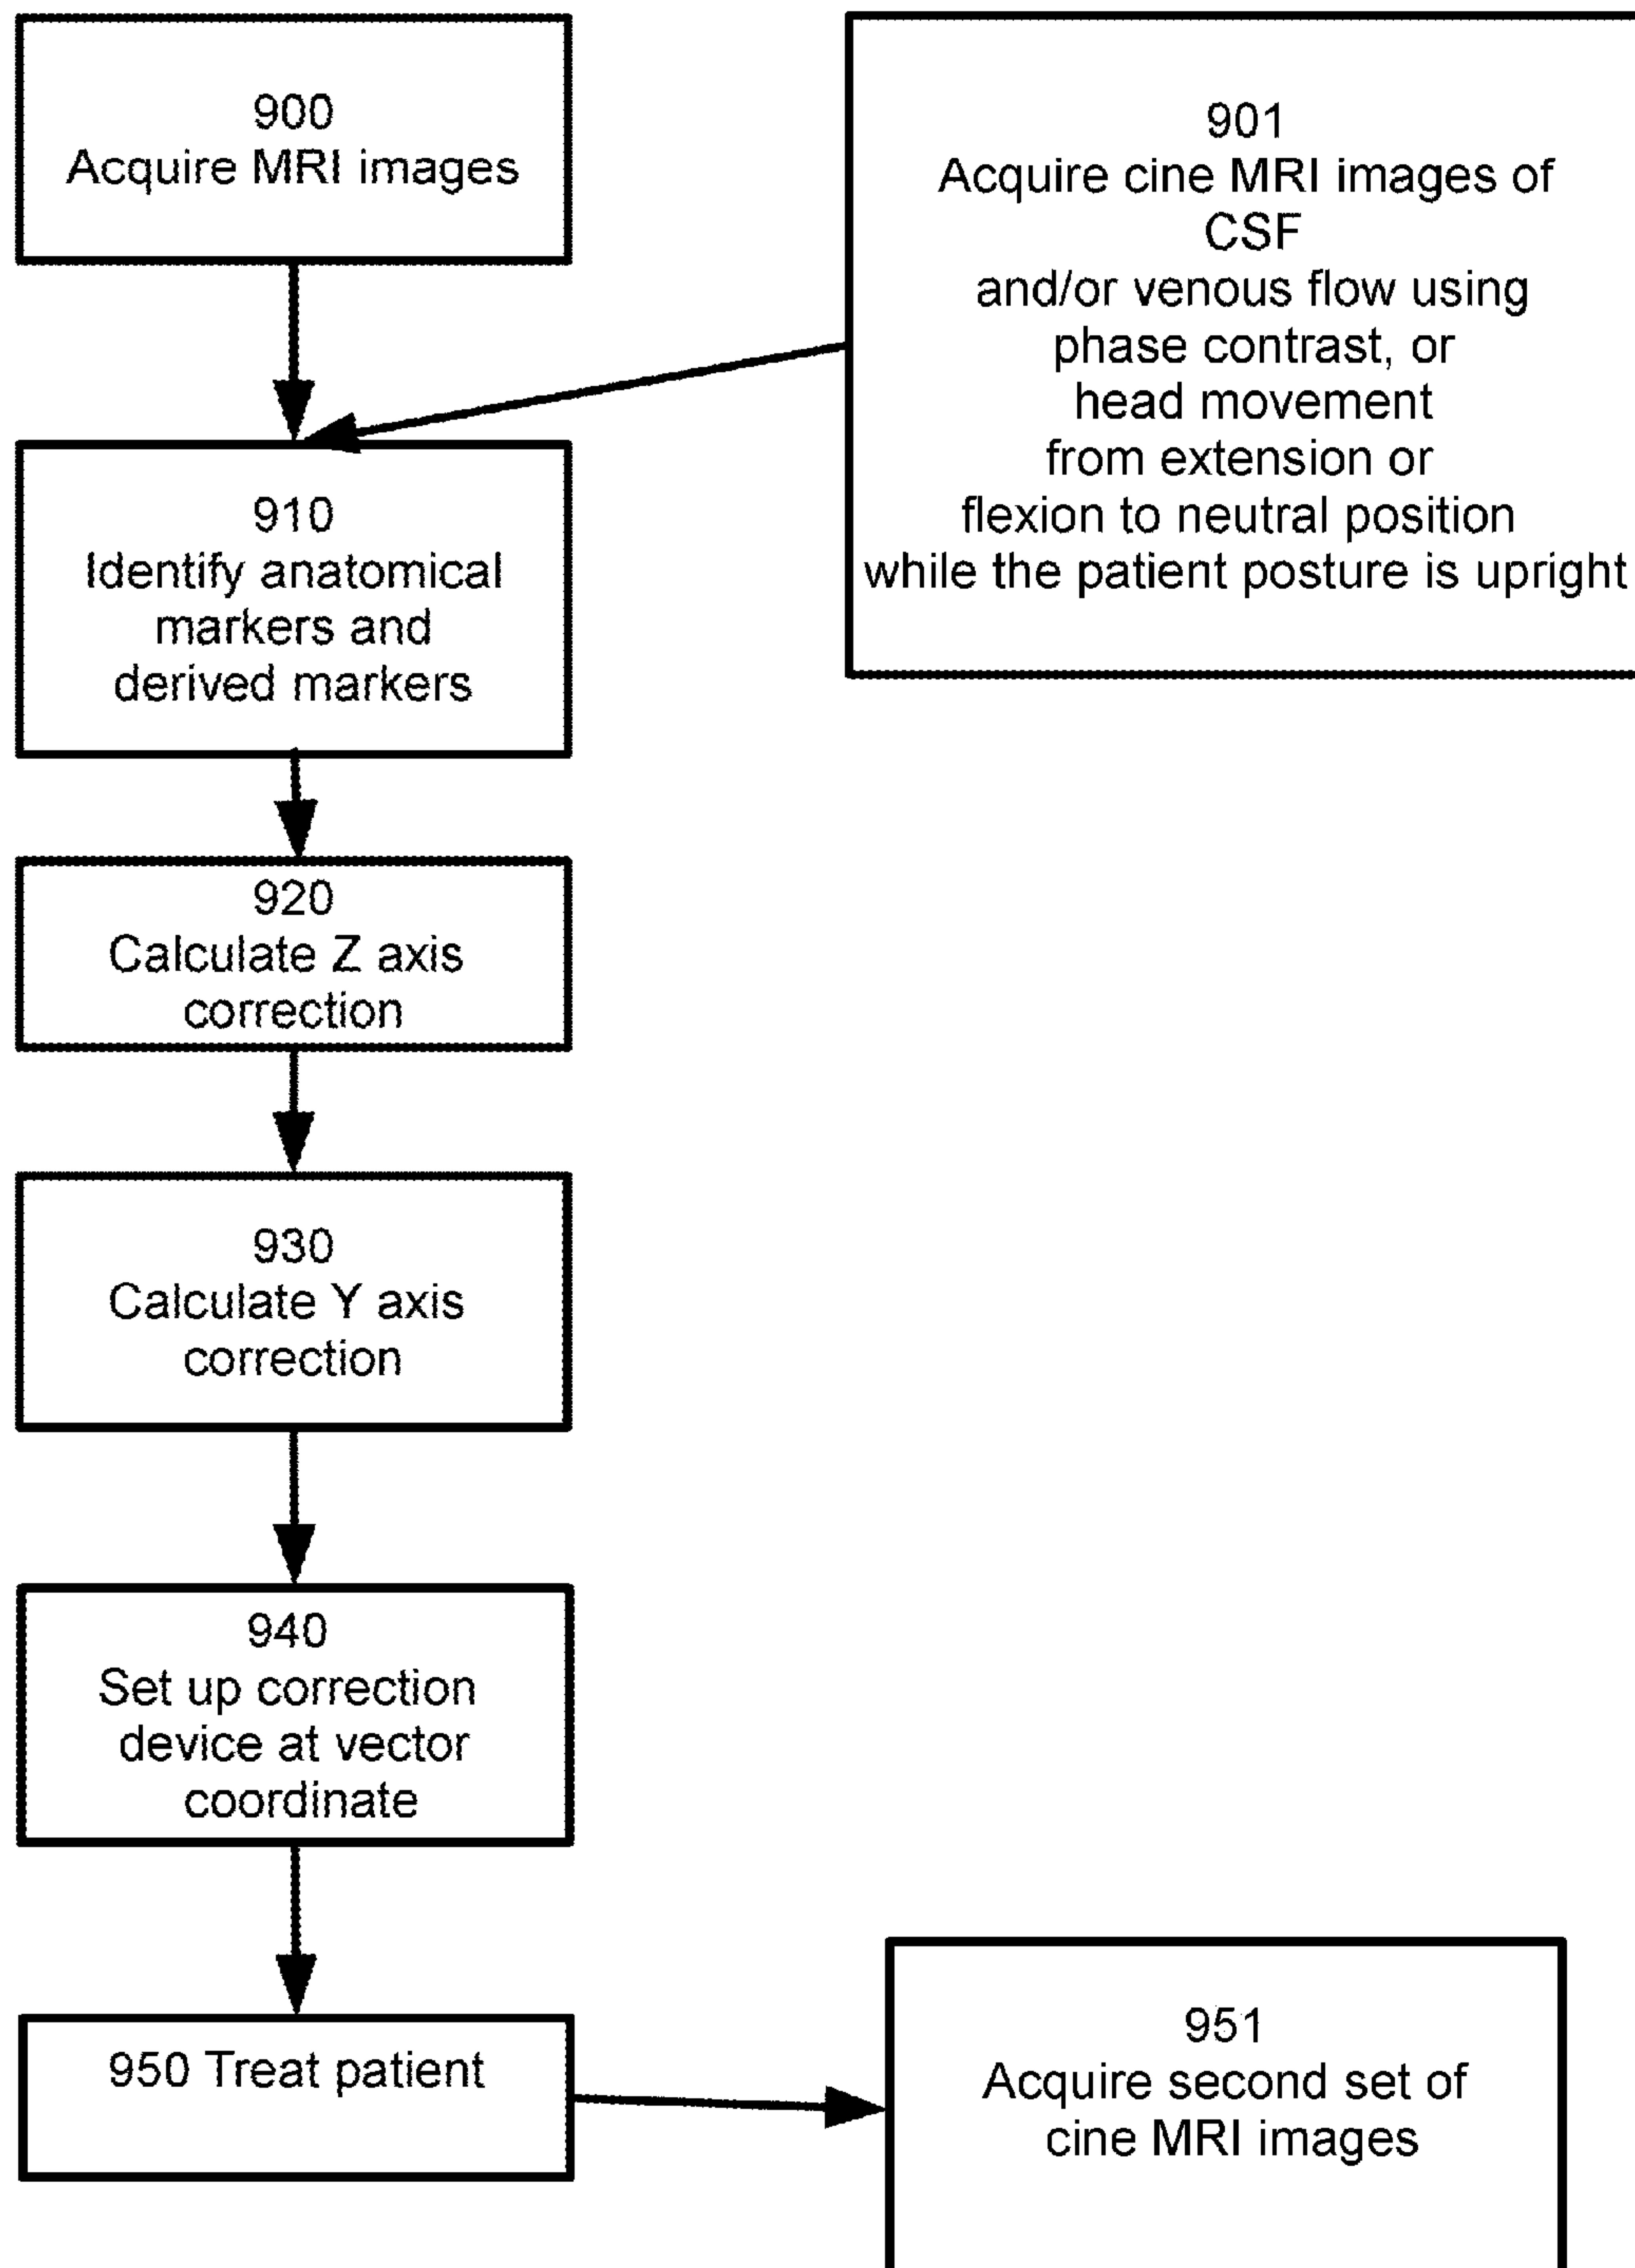 900
Acquire MRI images
901
Acquire cine MRI images of
CSF
and/or venous flow using
phase contrast, or
head movement
from extension or
flexion to neutral position
while the patient posture is upright
910
Identify anatomical
markers and
derived markers
920
Calculate Z axis
correction
930
Calculate Y axis
correction
940
Set up correction
device at vector
coordinate
950 Treat patient
951
Acquire second set of
cine MRI images